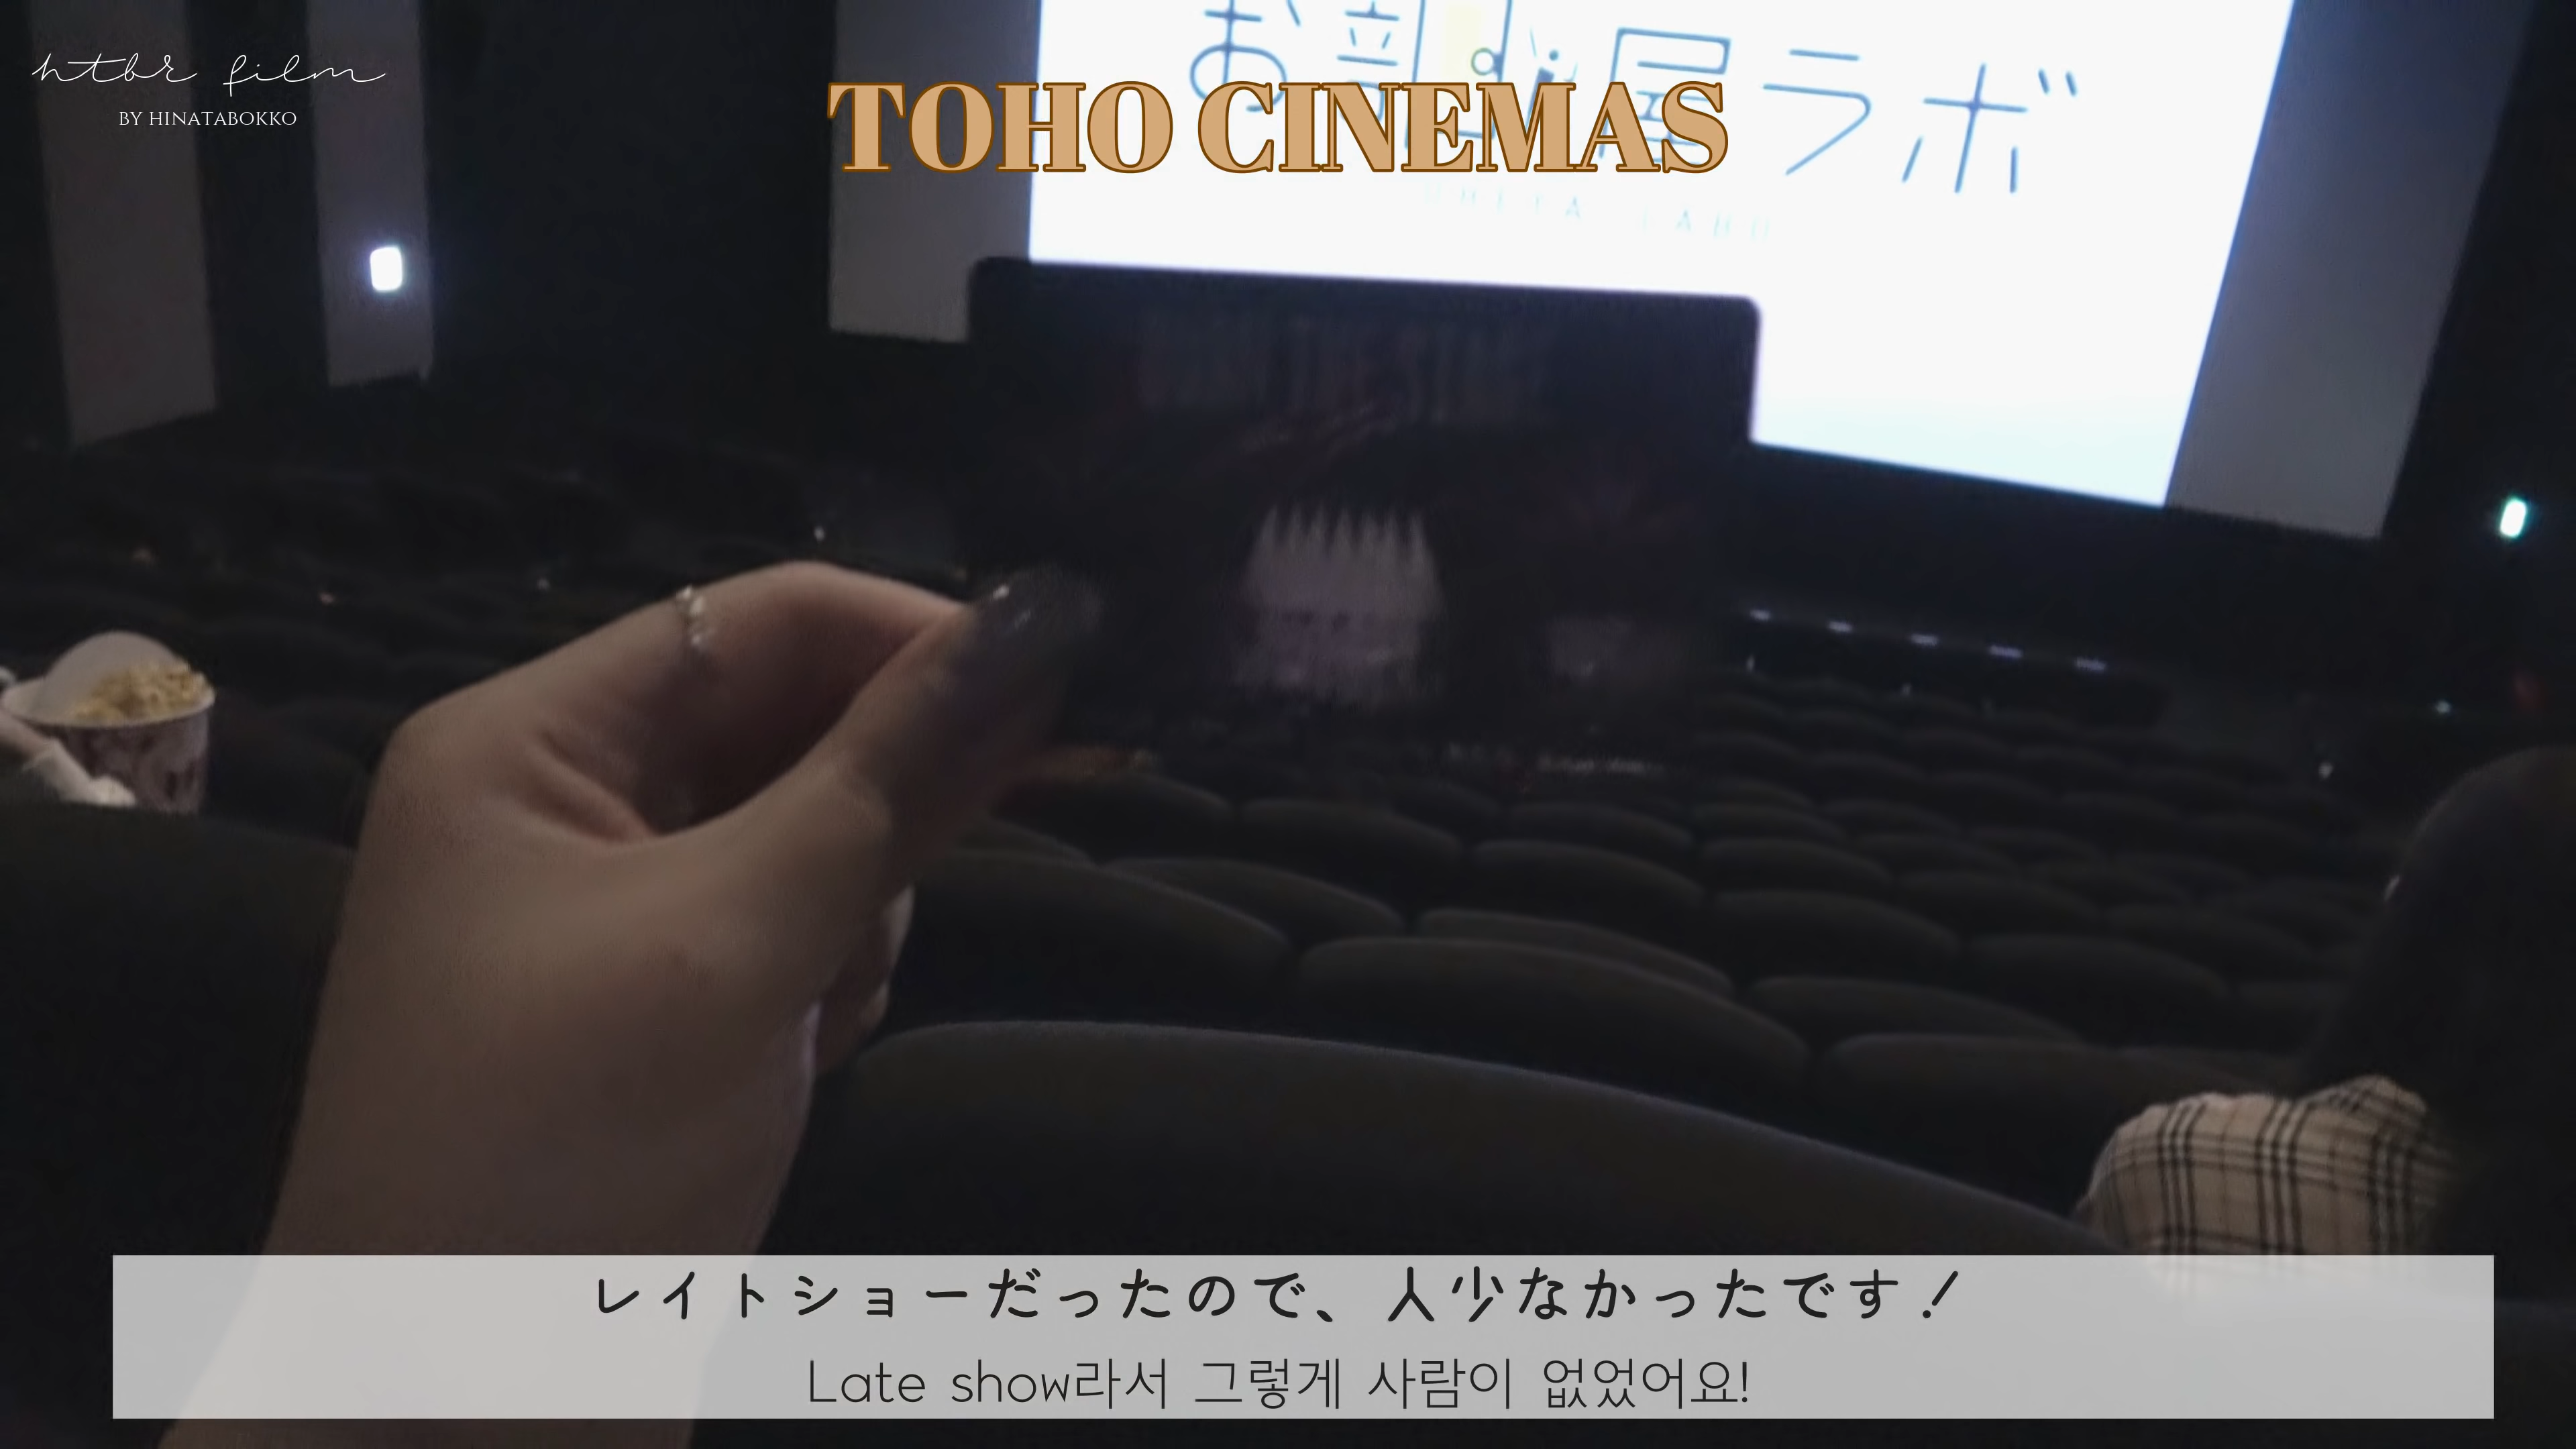 htbr film
BY HINATABOKKO
お部屋ラボ
TOHO CINEMAS
レイトショーだったので、人少なかったです！
Late show라서 그렇게 사람이 없었어요!